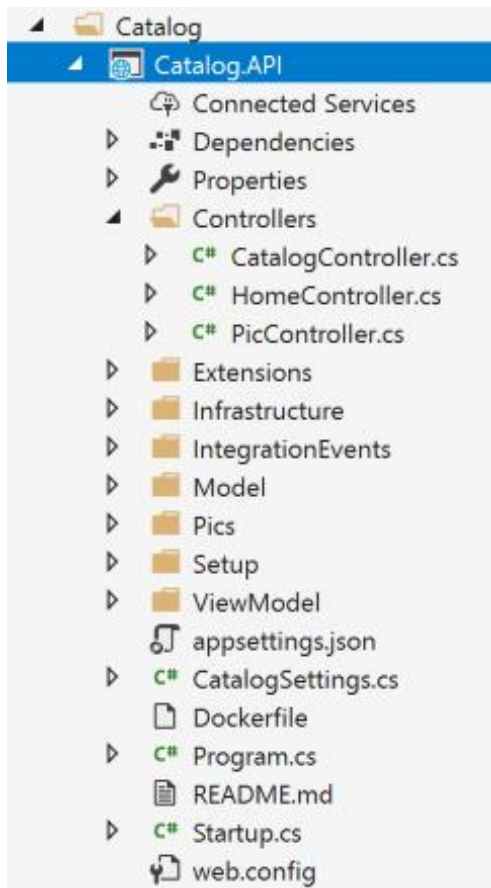 Catalog
Catalog.API
Connected Services
Dependencies
Properties
Controllers
C# CatalogController.cs
C# HomeController.cs
C# PicController.cs
Extensions
Infrastructure
IntegrationEvents
Model
Pics
Setup
ViewModel
appsettings.json
C# CatalogSettings.cs
Dockerfile
C# Program.cs
README.md
C# Startup.cs
web.config